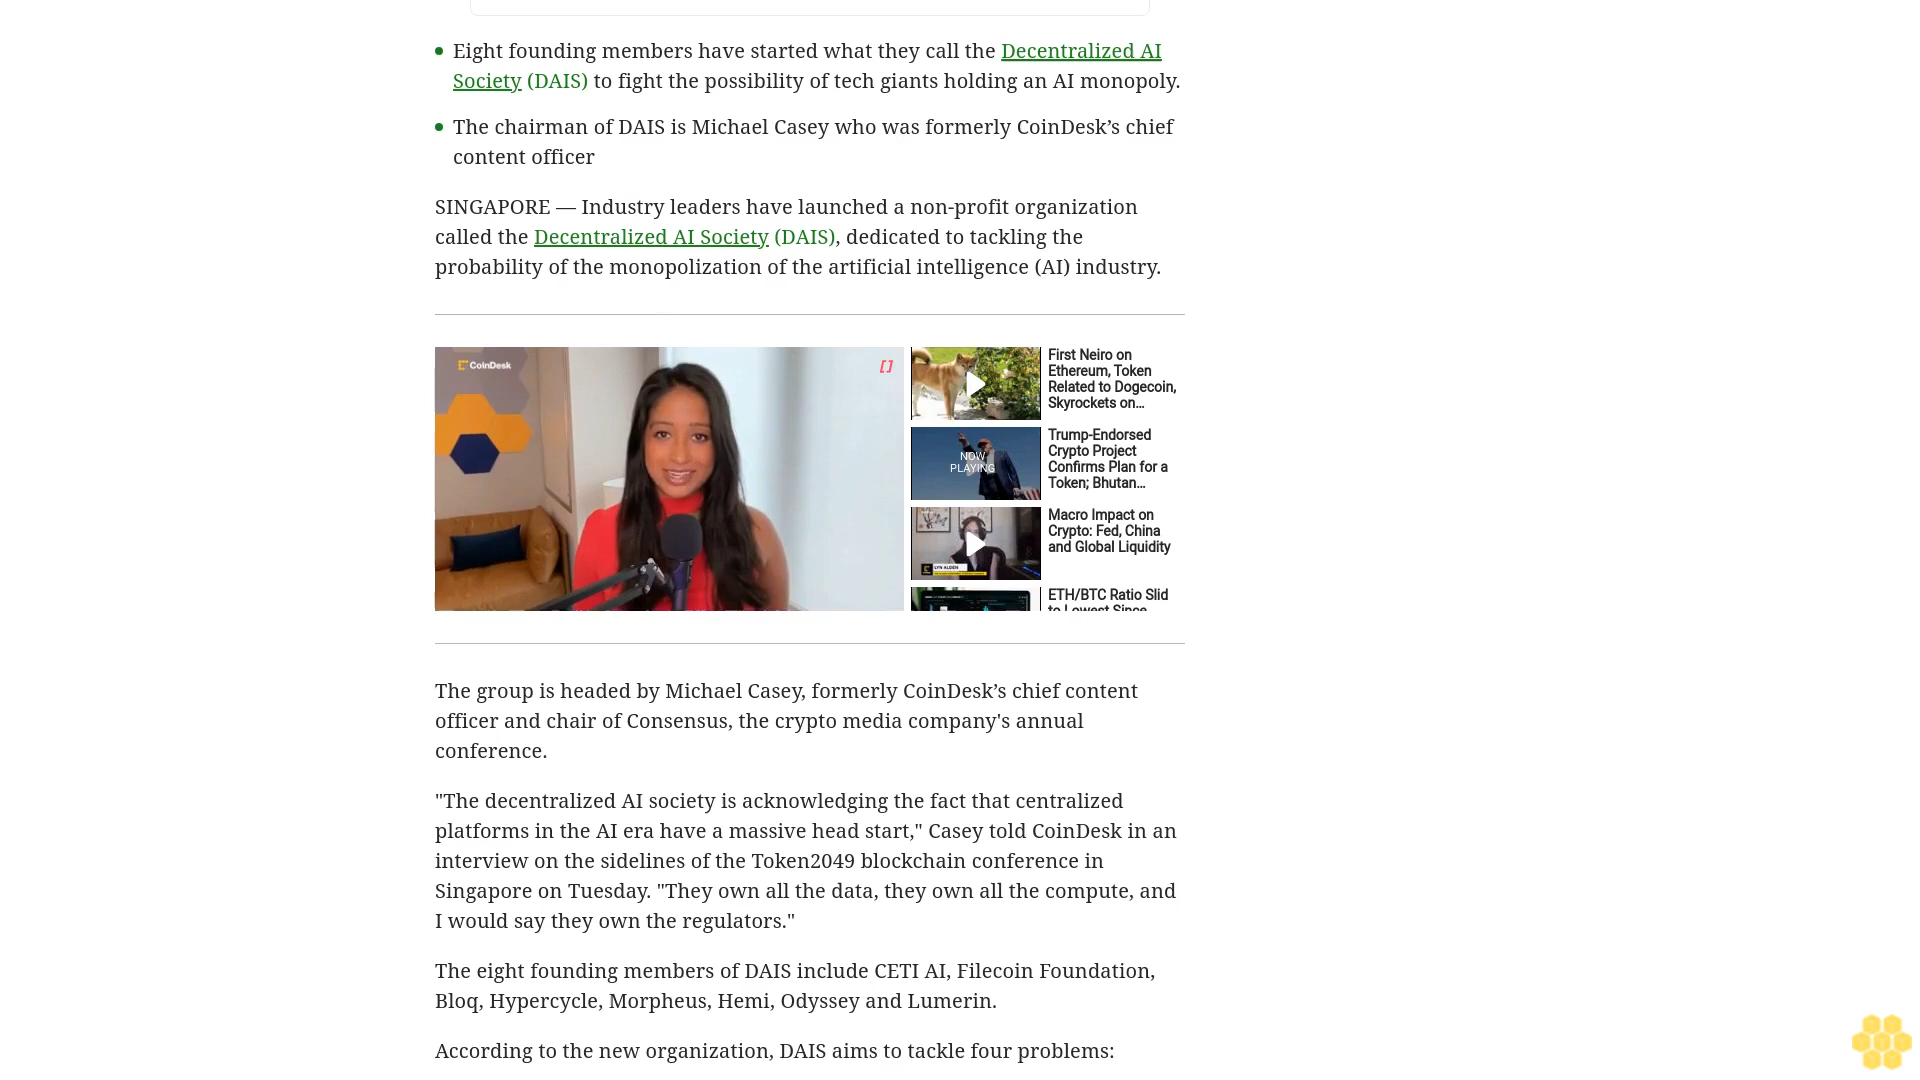 Eight founding members have started what they call the Decentralized AI
Society (DAIS) to fight the possibility of tech giants holding an AI monopoly.
The chairman of DAIS is Michael Casey who was formerly CoinDesk’s chief
content officer
SINGAPORE — Industry leaders have launched a non-profit organization
called the Decentralized AI Society (DAIS), dedicated to tackling the
probability of the monopolization of the artificial intelligence (AI) industry.
CoinDesk
[]
First Neiro on
Ethereum, Token
Related to Dogecoin,
Skyrockets on...
NOW
PLAYING
Trump-Endorsed
Crypto Project
Confirms Plan for a
Token; Bhutan...
LYN ALDEN
Macro Impact on
Crypto: Fed, China
and Global Liquidity
ETH/BTC Ratio Slid
to Lowest Since
The group is headed by Michael Casey, formerly CoinDesk’s chief content
officer and chair of Consensus, the crypto media company's annual
conference.
"The decentralized AI society is acknowledging the fact that centralized
platforms in the AI era have a massive head start," Casey told CoinDesk in an
interview on the sidelines of the Token2049 blockchain conference in
Singapore on Tuesday. "They own all the data, they own all the compute, and
I would say they own the regulators."
The eight founding members of DAIS include CETI AI, Filecoin Foundation,
Bloq, Hypercycle, Morpheus, Hemi, Odyssey and Lumerin.
According to the new organization, DAIS aims to tackle four problems: